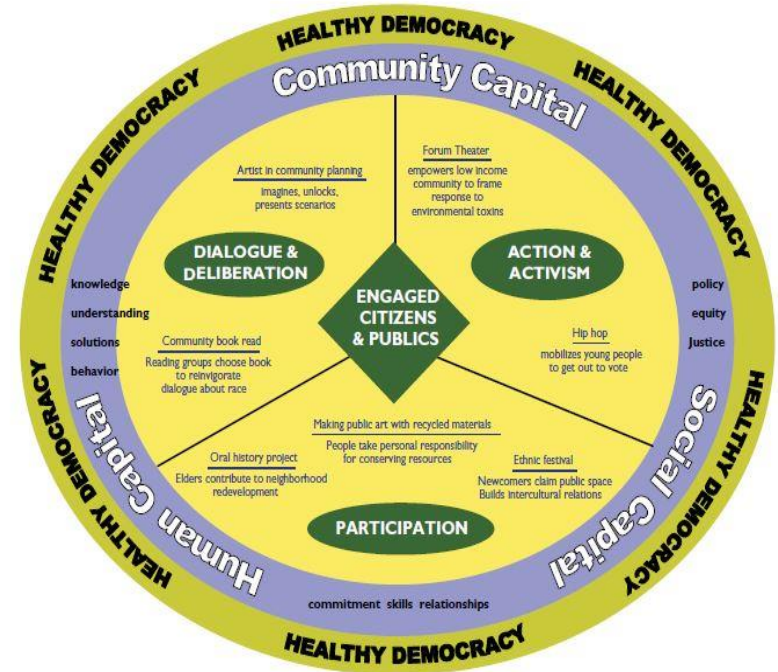 HEALTHY DEMOCRACY
HEALTHY DEMOCRACY
HEALTHY DEMOCRACY
Community Capital
Artist in community planning
imagines, unlocks,
presents scenarios
Forum Theater
empowers low income
community to frame
response to
environmental toxins
DIALOGUE &
DELIBERATION
ACTION &
ACTIVISM
knowledge
understanding
solutions
behavior
ENGAGED
CITIZENS
& PUBLICS
policy
equity
Justice
Community book read
Reading groups choose book
to reinvigorate
dialogue about race
Hip hop
mobilizes young people
to get out to vote
Making public art with recycled materials
People take personal responsibility
for conserving resources
Oral history project
Elders contribute to neighborhood
redevelopment
Ethnic festival
Newcomers claim public space
Builds intercultural relations
PARTICIPATION
Human Capital
Social Capital
commitment skills relationships
HEALTHY DEMOCRACY
HEALTHY DEMOCRACY
HEALTHY DEMOCRACY